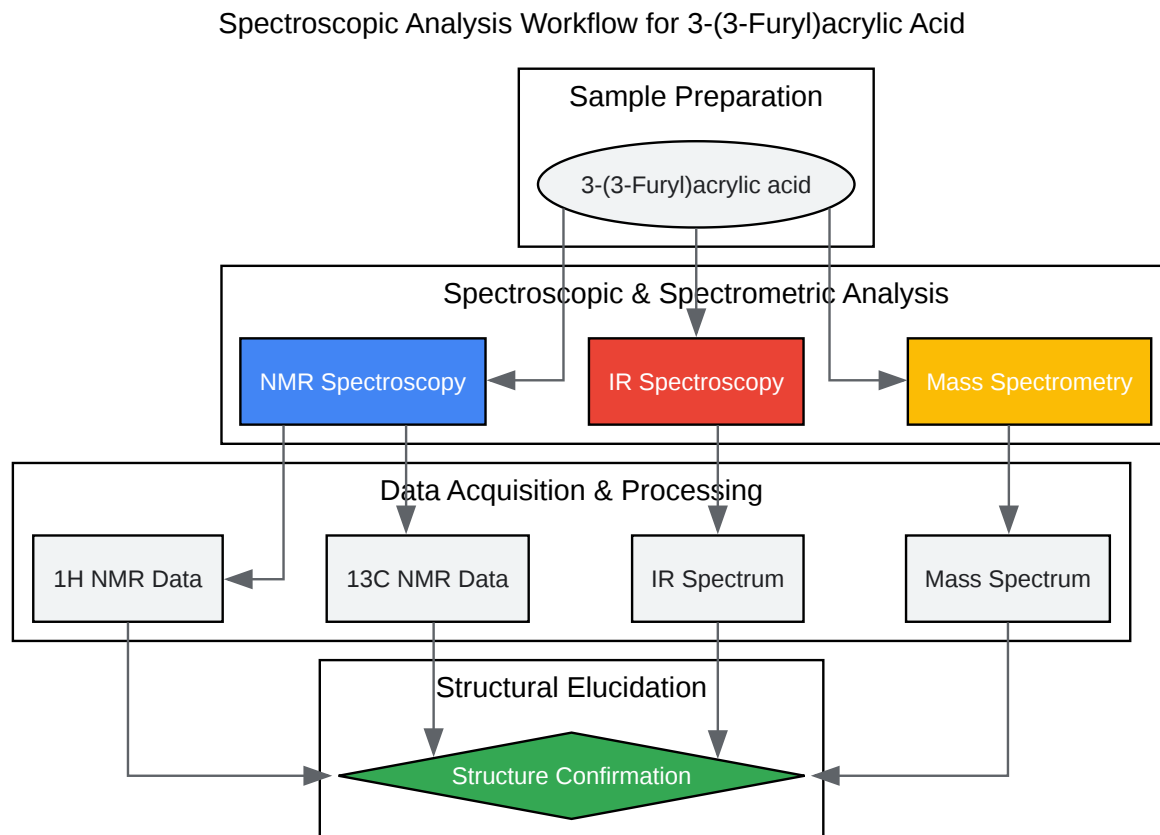 Spectroscopic Analysis Workflow for 3-(3-Furyl)acrylic Acid
Sample Preparation
3-(3-Furyl)acrylic acid
Spectroscopic & Spectrometric Analysis
NMR Spectroscopy
IR Spectroscopy
Mass Spectrometry
Data Acquisition & Processing
1H NMR Data
13C NMR Data
IR Spectrum
Mass Spectrum
Structural Elucidation
Structure Confirmation